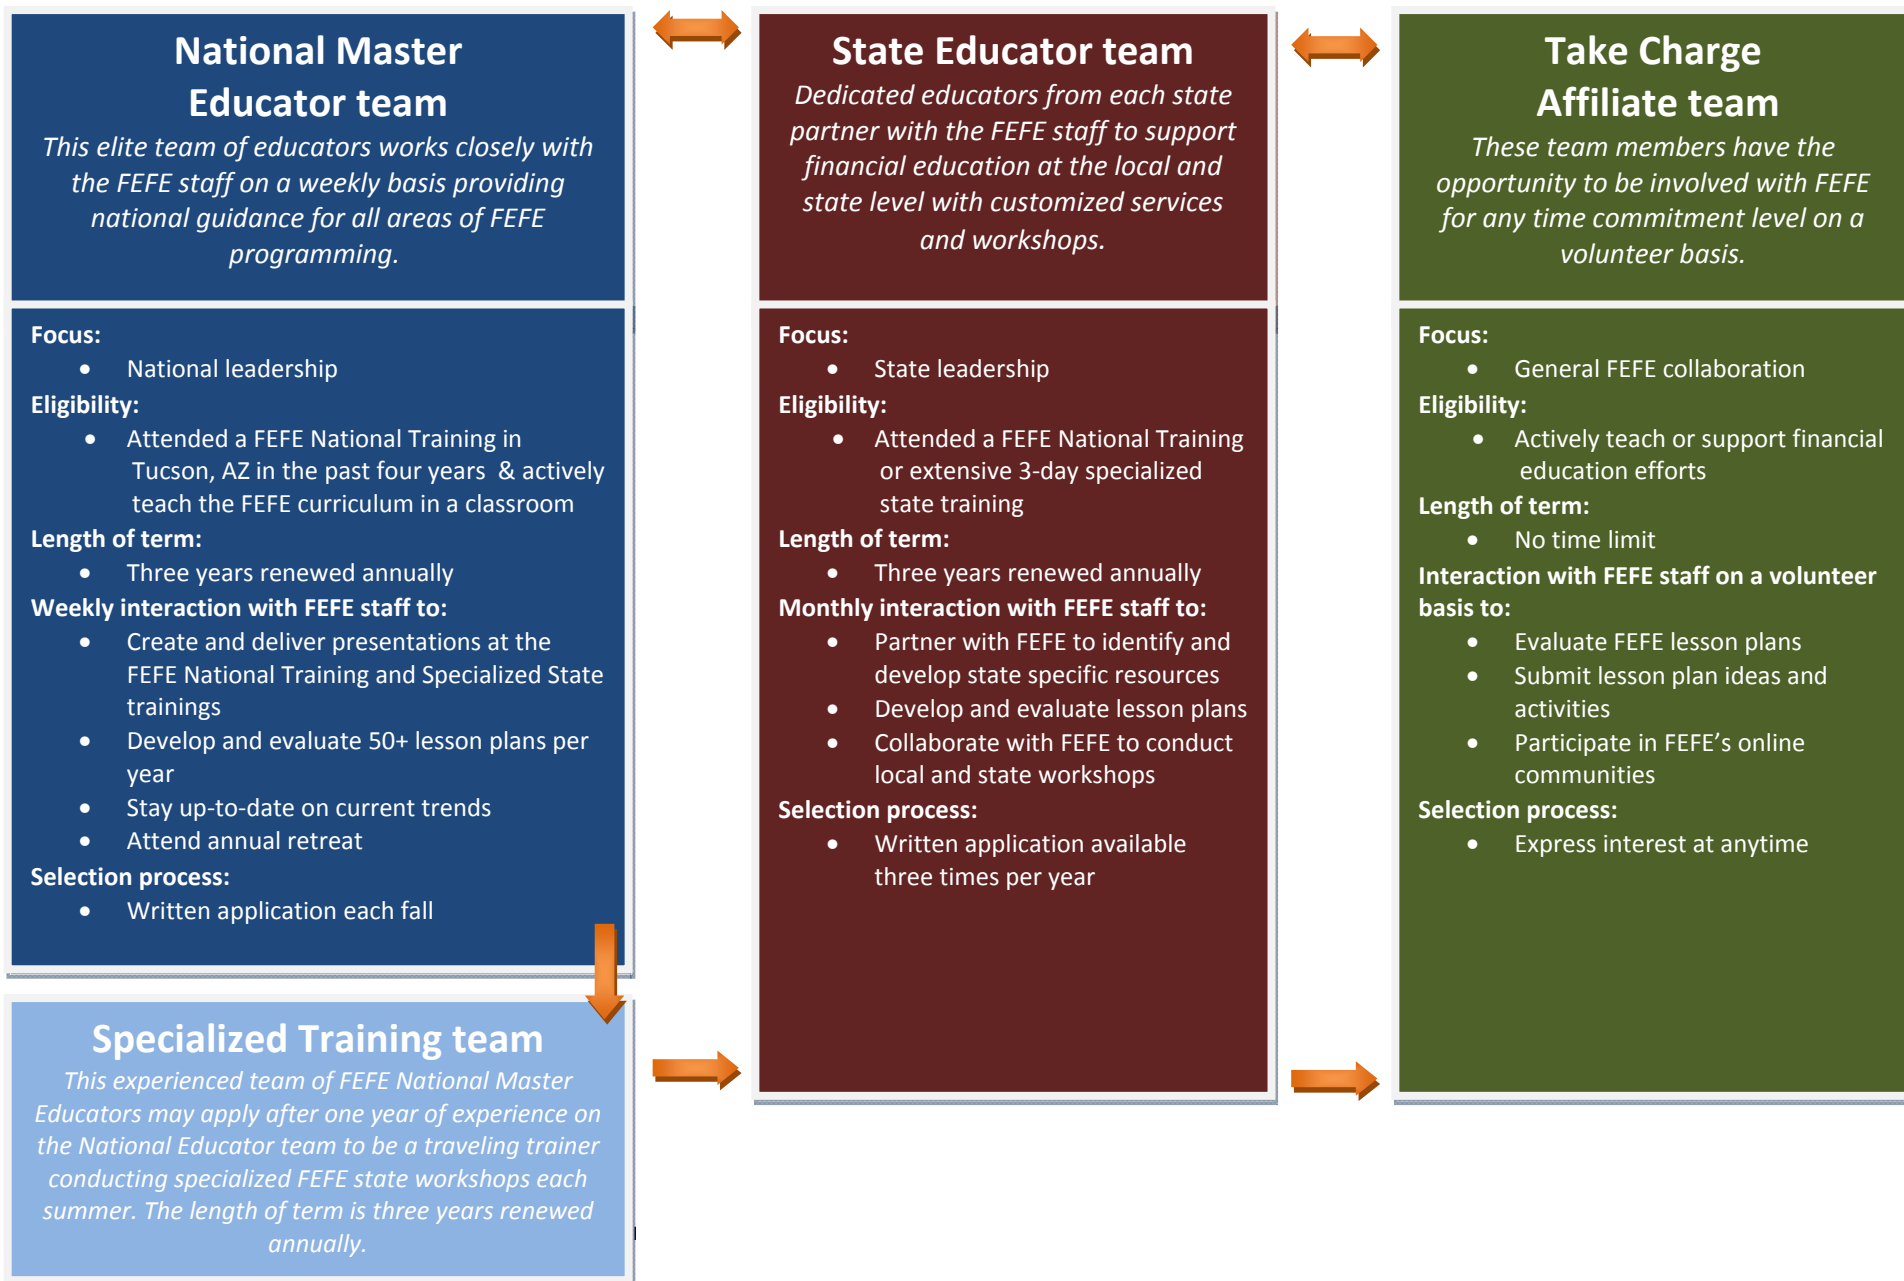 National Master
Educator team
This elite team of educators works closely with
the FEFE staff on a weekly basis providing
national guidance for all areas of FEFE
programming.
Focus:
• National leadership
Eligibility:
• Attended a FEFE National Training in
Tucson, AZ in the past four years & actively
teach the FEFE curriculum in a classroom
Length of term:
• Three years renewed annually
Weekly interaction with FEFE staff to:
• Create and deliver presentations at the
FEFE National Training and Specialized State
trainings
• Develop and evaluate 50+ lesson plans per
year
• Stay up-to-date on current trends
• Attend annual retreat
Selection process:
• Written application each fall
Specialized Training team
This experienced team of FEFE National Master
Educators may apply after one year of experience on
the National Educator team to be a traveling trainer
conducting specialized FEFE state workshops each
summer. The length of term is three years renewed
annually.
State Educator team
Dedicated educators from each state
partner with the FEFE staff to support
financial education at the local and
state level with customized services
and workshops.
Focus:
• State leadership
Eligibility:
• Attended a FEFE National Training
or extensive 3-day specialized
state training
Length of term:
• Three years renewed annually
Monthly interaction with FEFE staff to:
• Partner with FEFE to identify and
develop state specific resources
• Develop and evaluate lesson plans
• Collaborate with FEFE to conduct
local and state workshops
Selection process:
• Written application available
three times per year
Take Charge
Affiliate team
These team members have the
opportunity to be involved with FEFE
for any time commitment level on a
volunteer basis.
Focus:
• General FEFE collaboration
Eligibility:
• Actively teach or support financial
education efforts
Length of term:
• No time limit
Interaction with FEFE staff on a volunteer
basis to:
• Evaluate FEFE lesson plans
• Submit lesson plan ideas and
activities
• Participate in FEFE's online
communities
Selection process:
• Express interest at anytime